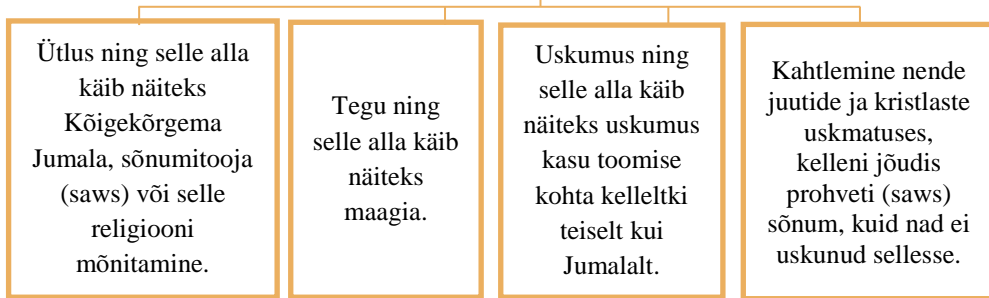 Ütlus ning selle alla
käib näiteks
Kõigekõrgema
Jumala, sõnumitooja
(saws) või selle
religiooni
mõnitamine.
Tegu ning
selle alla käib
näiteks
maagia.
Uskumus ning
selle alla käib
näiteks uskumus
kasu toomise
kohta kelleltki
teiselt kui
Jumalalt.
Kahtlemine nende
juutide ja kristlaste
uskmatuses,
kelleni jõudis
prohveti (saws)
sõnum, kuid nad ei
uskunud sellesse.